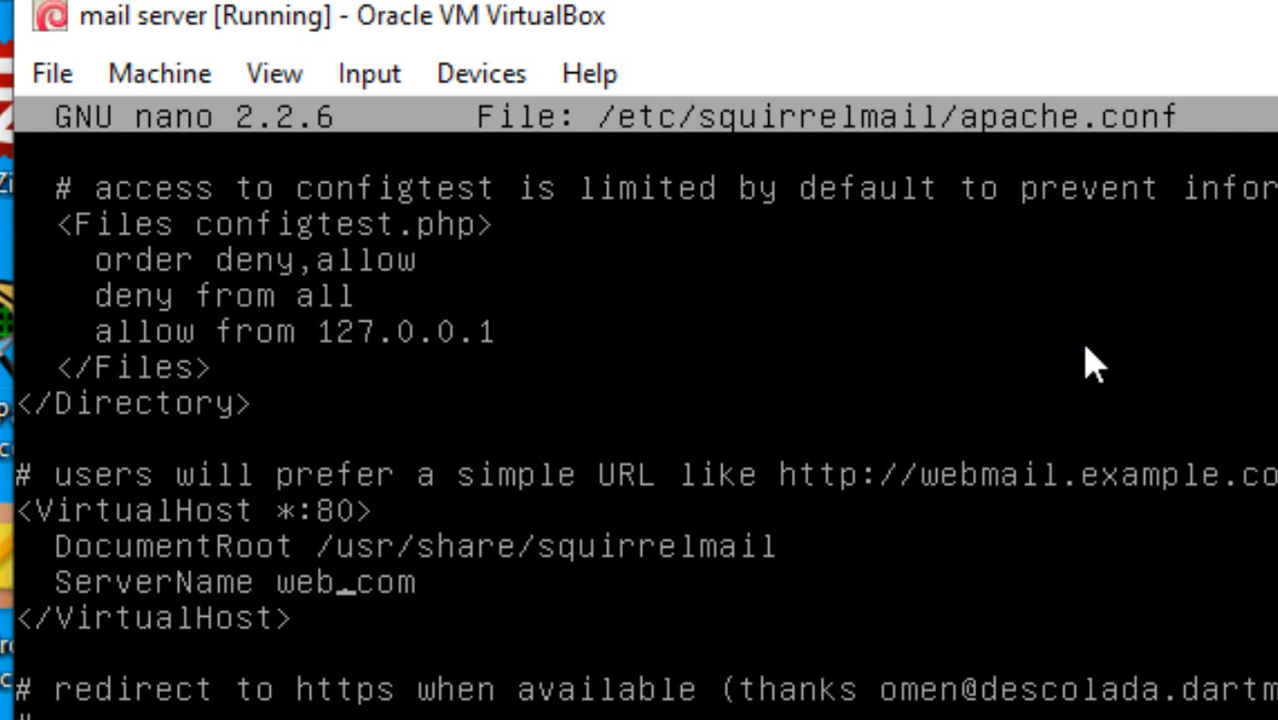 mail server [Running] - Oracle VM VirtualBox
File Machine View Input Devices Help
GNU nano 2.2.6 File: /etc/squirrelmail/apache.conf
# access to configtest is limited by default to prevent infor
<Files configtest.php>
order deny,allow
deny from all
allow from 127.0.0.1
</Files>
</Directory>
# users will prefer a simple URL like http://webmail.example.co
<VirtualHost *:80>
DocumentRoot /usr/share/squirrelmail
ServerName web.com
</VirtualHost>
# redirect to https when available (thanks omen@descolada.dartm
#